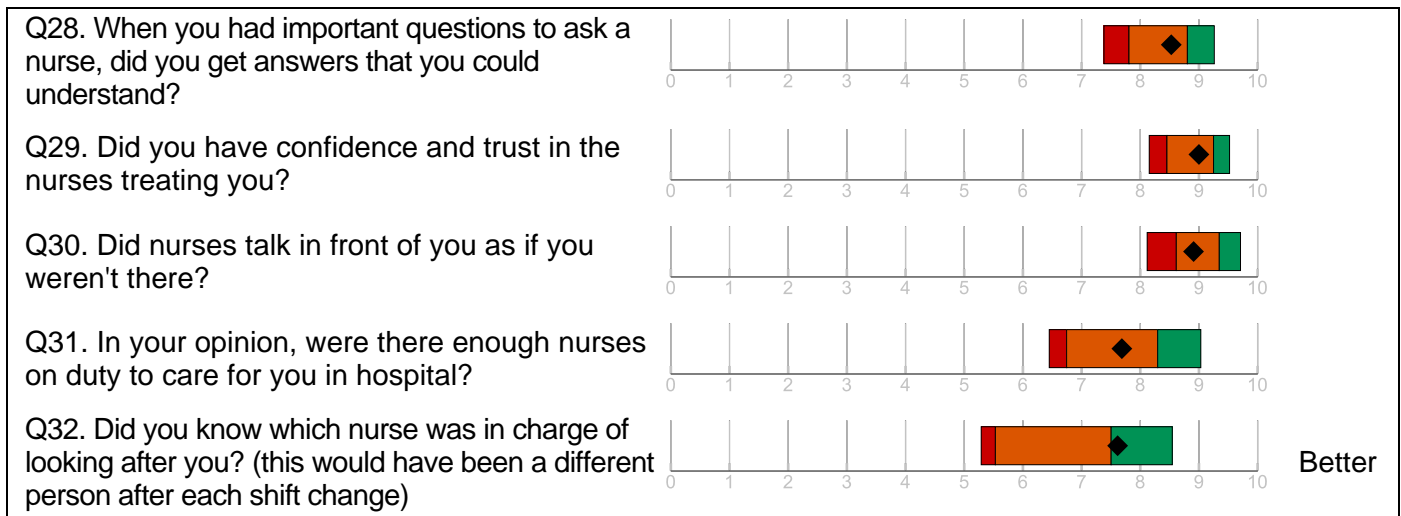 Q28. When you had important questions to ask a
nurse, did you get answers that you could
understand?
0 1 2 3 4 5 6 7 8 9 10
Q29. Did you have confidence and trust in the
nurses treating you?
0 1 2 3 4 5 6 7 8 9 10
Q30. Did nurses talk in front of you as if you
weren't there?
0 1 2 3 4 5 6 7 8 9 10
Q31. In your opinion, were there enough nurses
on duty to care for you in hospital?
0 1 2 3 4 5 6 7 8 9 10
Q32. Did you know which nurse was in charge of
looking after you? (this would have been a different
person after each shift change)
0 1 2 3 4 5 6 7 8 9 10
Better